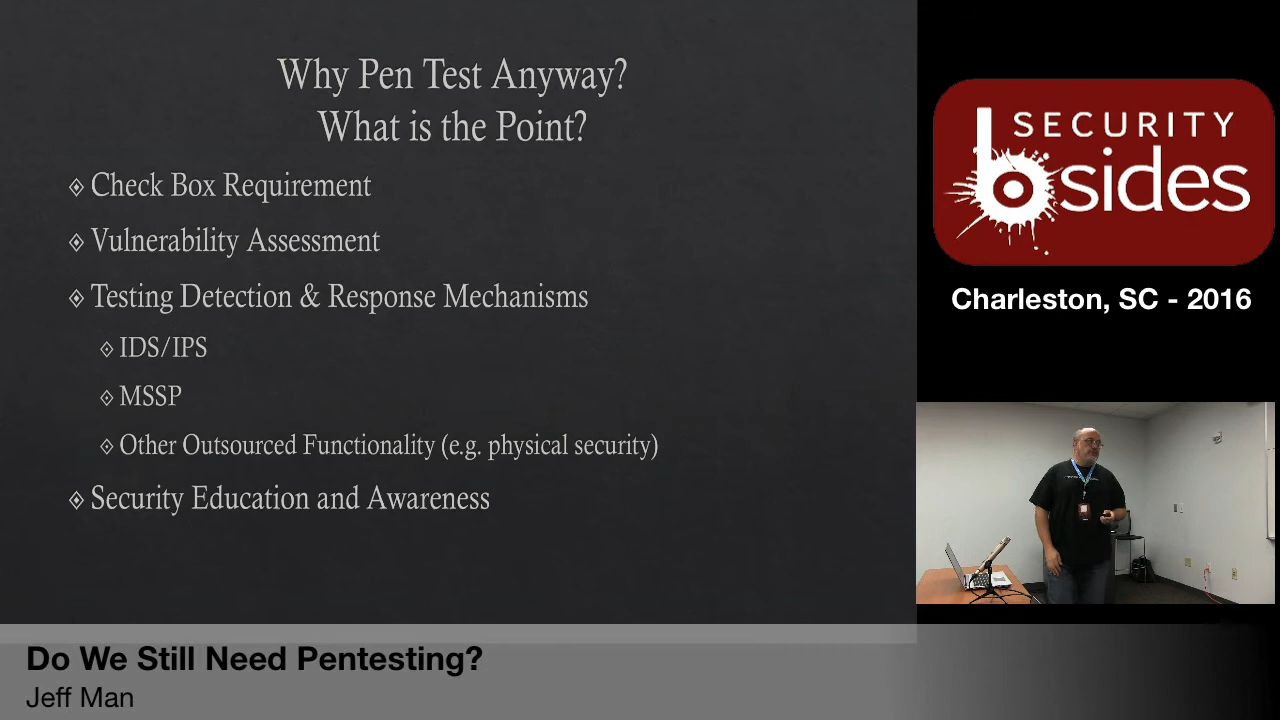 Why Pen Test Anyway?
What is the Point?
Check Box Requirement
Vulnerability Assessment
Testing Detection & Response Mechanisms
IDS/IPS
MSSP
Other Outsourced Functionality (e.g. physical security)
Security Education and Awareness
SECURITY
bsides
Charleston, SC - 2016
Do We Still Need Pentesting?
Jeff Man